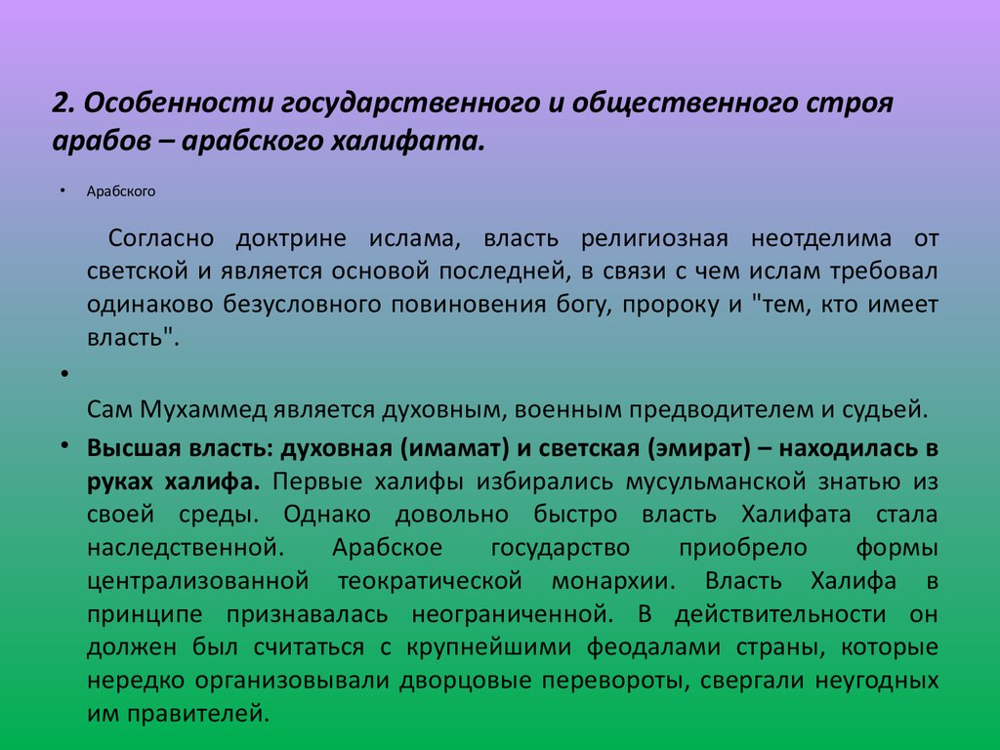 2. Особенности государственного и общественного строя
арабов – арабского халифата.
• Арабского
Согласно доктрине ислама, власть религиозная неотделима от
светской и является основой последней, в связи с чем ислам требовал
одинаково безусловного повиновения богу, пророку и "тем, кто имеет
власть".
•
Сам Мухаммед является духовным, военным предводителем и судьей.
• Высшая власть: духовная (имамат) и светская (эмират) – находилась в
руках халифа. Первые халифы избирались мусульманской знатью из
своей среды. Однако довольно быстро власть Халифата стала
наследственной. Арабское государство приобрело формы
централизованной теократической монархии. Власть Халифа в
принципе признавалась неограниченной. В действительности он
должен был считаться с крупнейшими феодалами страны, которые
нередко организовывали дворцовые перевороты, свергали неугодных
им правителей.